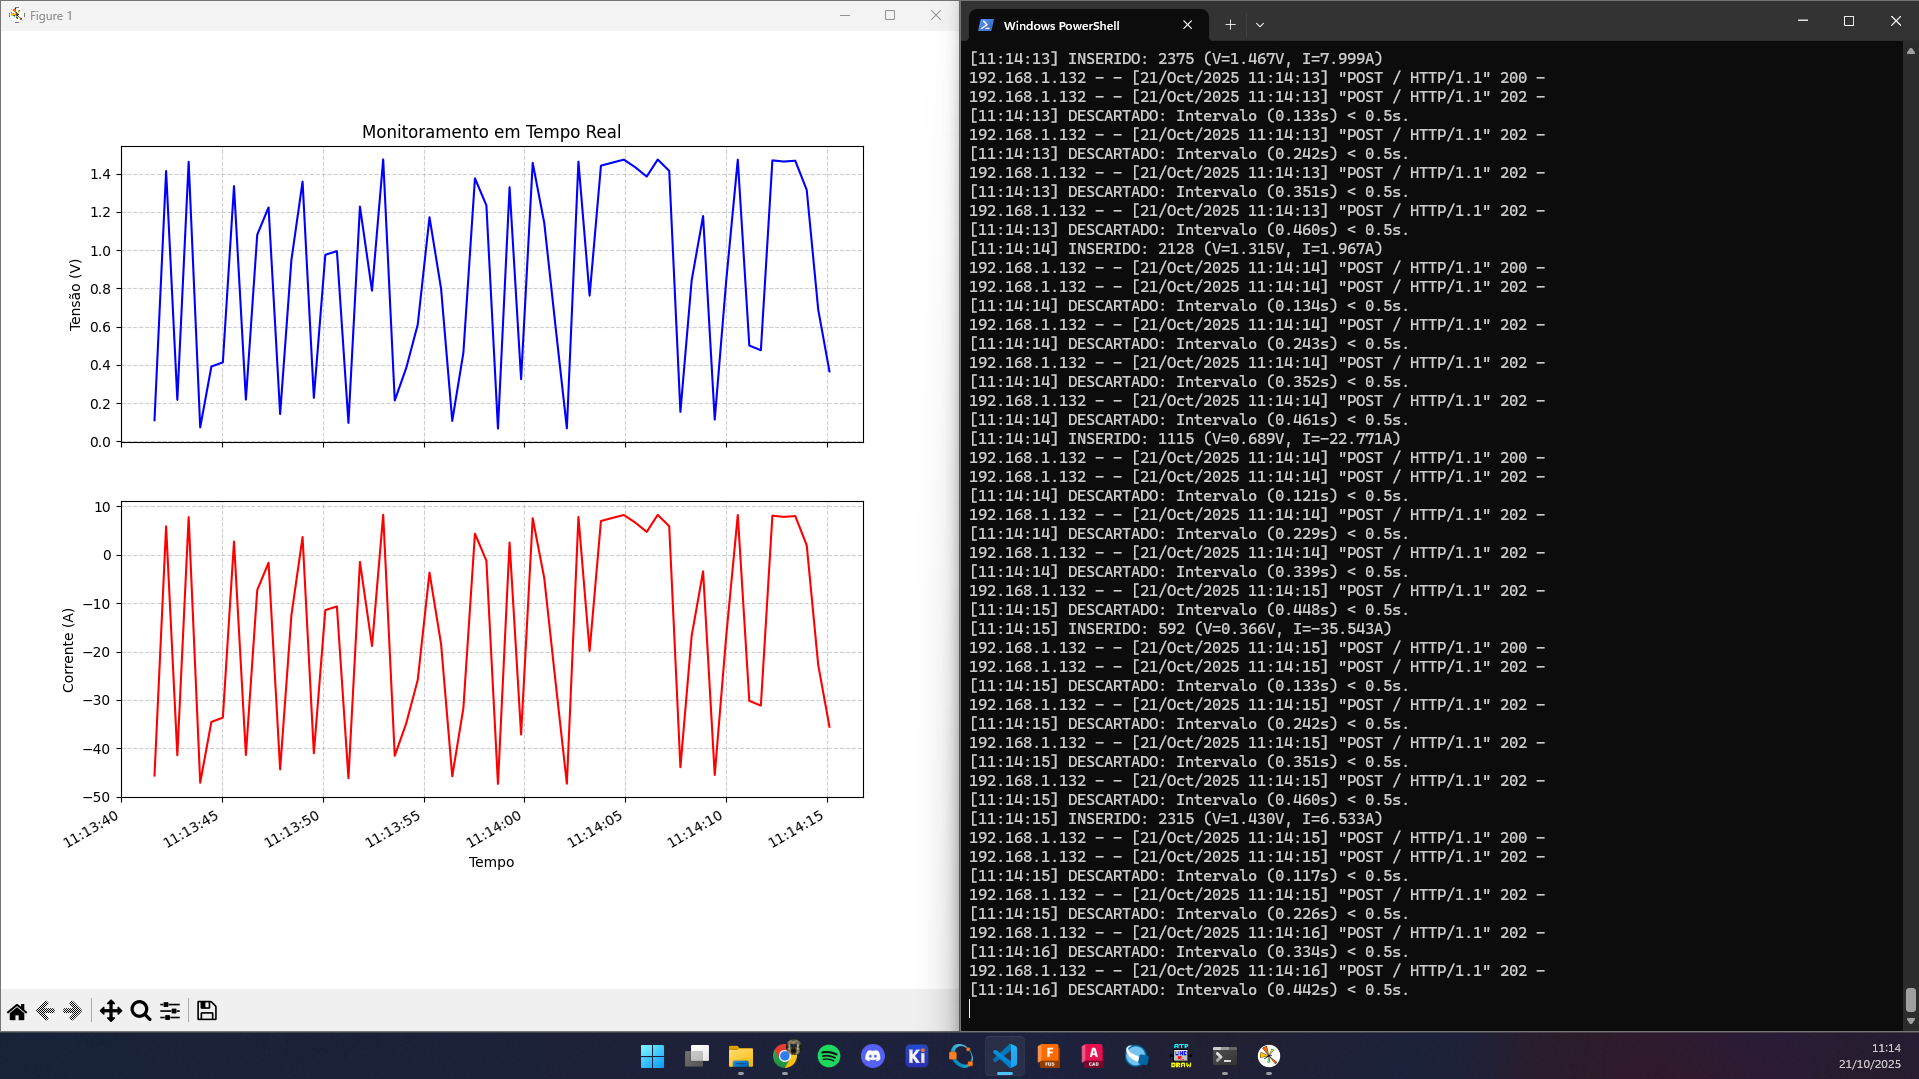 Figure 1
Monitoramento em Tempo Real
Tensão (V)
1.4
1.2
1.0
0.8
0.6
0.4
0.2
0.0
Corrente (A)
10
0
−10
−20
−30
−40
−50
11:13:40
11:13:45
11:13:50
11:13:55
11:14:00
11:14:05
11:14:10
11:14:15
Tempo
Windows PowerShell
[11:14:13] INSERIDO: 2375 (V=1.467V, I=7.999A)
192.168.1.132 - - [21/Oct/2025 11:14:13] "POST / HTTP/1.1" 200 -
192.168.1.132 - - [21/Oct/2025 11:14:13] "POST / HTTP/1.1" 202 -
[11:14:13] DESCARTADO: Intervalo (0.133s) < 0.5s.
192.168.1.132 - - [21/Oct/2025 11:14:13] "POST / HTTP/1.1" 202 -
[11:14:13] DESCARTADO: Intervalo (0.242s) < 0.5s.
192.168.1.132 - - [21/Oct/2025 11:14:13] "POST / HTTP/1.1" 202 -
[11:14:13] DESCARTADO: Intervalo (0.351s) < 0.5s.
192.168.1.132 - - [21/Oct/2025 11:14:13] "POST / HTTP/1.1" 202 -
[11:14:13] DESCARTADO: Intervalo (0.460s) < 0.5s.
[11:14:14] INSERIDO: 2128 (V=1.315V, I=1.967A)
192.168.1.132 - - [21/Oct/2025 11:14:14] "POST / HTTP/1.1" 200 -
192.168.1.132 - - [21/Oct/2025 11:14:14] "POST / HTTP/1.1" 202 -
[11:14:14] DESCARTADO: Intervalo (0.134s) < 0.5s.
192.168.1.132 - - [21/Oct/2025 11:14:14] "POST / HTTP/1.1" 202 -
[11:14:14] DESCARTADO: Intervalo (0.243s) < 0.5s.
192.168.1.132 - - [21/Oct/2025 11:14:14] "POST / HTTP/1.1" 202 -
[11:14:14] DESCARTADO: Intervalo (0.352s) < 0.5s.
192.168.1.132 - - [21/Oct/2025 11:14:14] "POST / HTTP/1.1" 202 -
[11:14:14] DESCARTADO: Intervalo (0.461s) < 0.5s.
[11:14:14] INSERIDO: 1115 (V=0.689V, I=-22.771A)
192.168.1.132 - - [21/Oct/2025 11:14:14] "POST / HTTP/1.1" 200 -
192.168.1.132 - - [21/Oct/2025 11:14:14] "POST / HTTP/1.1" 202 -
[11:14:14] DESCARTADO: Intervalo (0.121s) < 0.5s.
192.168.1.132 - - [21/Oct/2025 11:14:14] "POST / HTTP/1.1" 202 -
[11:14:14] DESCARTADO: Intervalo (0.229s) < 0.5s.
192.168.1.132 - - [21/Oct/2025 11:14:14] "POST / HTTP/1.1" 202 -
[11:14:14] DESCARTADO: Intervalo (0.339s) < 0.5s.
192.168.1.132 - - [21/Oct/2025 11:14:15] "POST / HTTP/1.1" 202 -
[11:14:15] DESCARTADO: Intervalo (0.448s) < 0.5s.
[11:14:15] INSERIDO: 592 (V=0.366V, I=-35.543A)
192.168.1.132 - - [21/Oct/2025 11:14:15] "POST / HTTP/1.1" 200 -
192.168.1.132 - - [21/Oct/2025 11:14:15] "POST / HTTP/1.1" 202 -
[11:14:15] DESCARTADO: Intervalo (0.133s) < 0.5s.
192.168.1.132 - - [21/Oct/2025 11:14:15] "POST / HTTP/1.1" 202 -
[11:14:15] DESCARTADO: Intervalo (0.242s) < 0.5s.
192.168.1.132 - - [21/Oct/2025 11:14:15] "POST / HTTP/1.1" 202 -
[11:14:15] DESCARTADO: Intervalo (0.351s) < 0.5s.
192.168.1.132 - - [21/Oct/2025 11:14:15] "POST / HTTP/1.1" 202 -
[11:14:15] DESCARTADO: Intervalo (0.460s) < 0.5s.
[11:14:15] INSERIDO: 2315 (V=1.430V, I=6.533A)
192.168.1.132 - - [21/Oct/2025 11:14:15] "POST / HTTP/1.1" 200 -
192.168.1.132 - - [21/Oct/2025 11:14:15] "POST / HTTP/1.1" 202 -
[11:14:15] DESCARTADO: Intervalo (0.117s) < 0.5s.
192.168.1.132 - - [21/Oct/2025 11:14:15] "POST / HTTP/1.1" 202 -
[11:14:15] DESCARTADO: Intervalo (0.226s) < 0.5s.
192.168.1.132 - - [21/Oct/2025 11:14:16] "POST / HTTP/1.1" 202 -
[11:14:16] DESCARTADO: Intervalo (0.334s) < 0.5s.
192.168.1.132 - - [21/Oct/2025 11:14:16] "POST / HTTP/1.1" 202 -
[11:14:16] DESCARTADO: Intervalo (0.442s) < 0.5s.
Ki
F
FUS
A
CAD
ATP
DRAW
11:14
21/10/2025